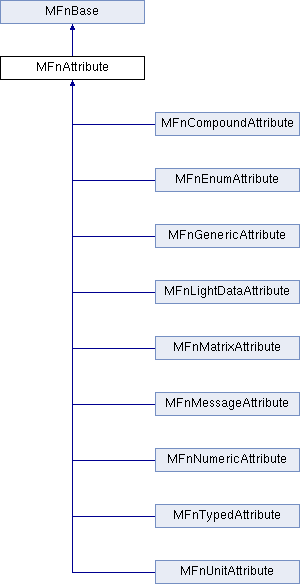 MFnBase
MFnAttribute
MFnCompoundAttribute
MFnEnumAttribute
MFnGenericAttribute
MFnLightDataAttribute
MFnMatrixAttribute
MFnMessageAttribute
MFnNumericAttribute
MFnTypedAttribute
MFnUnitAttribute